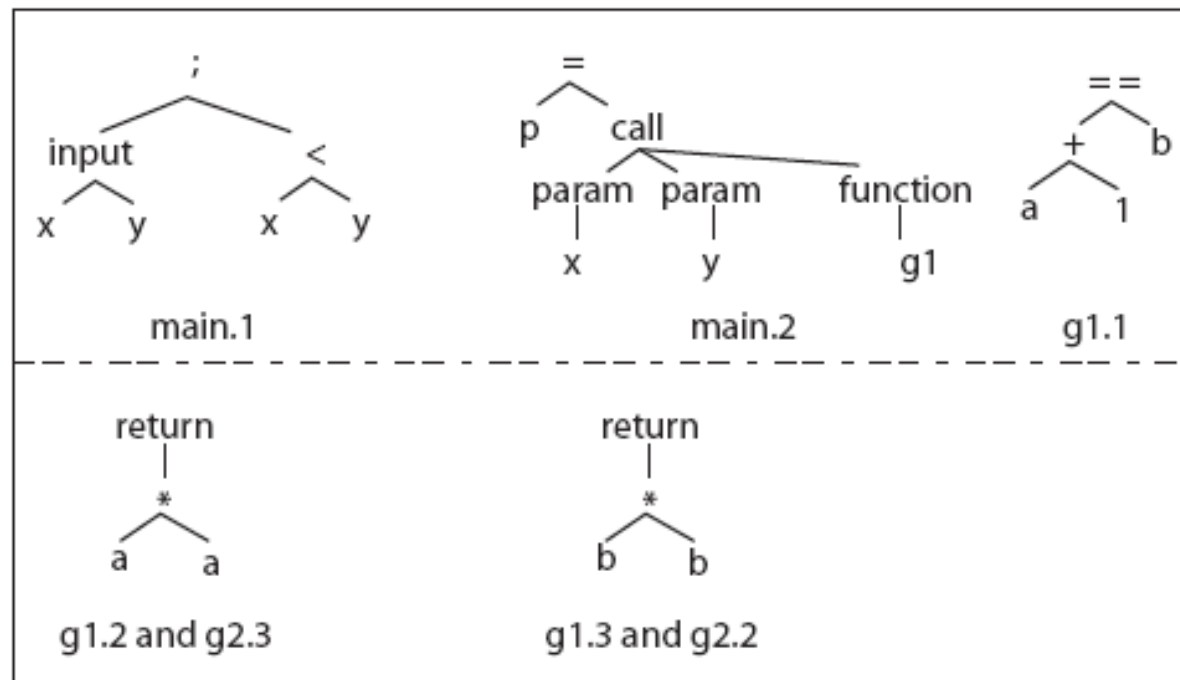 ; = ==
input < p call + b
x y x y param param function a 1
x y g1
main.1 main.2 g1.1
return return
* *
a a b b
g1.2 and g2.3 g1.3 and g2.2